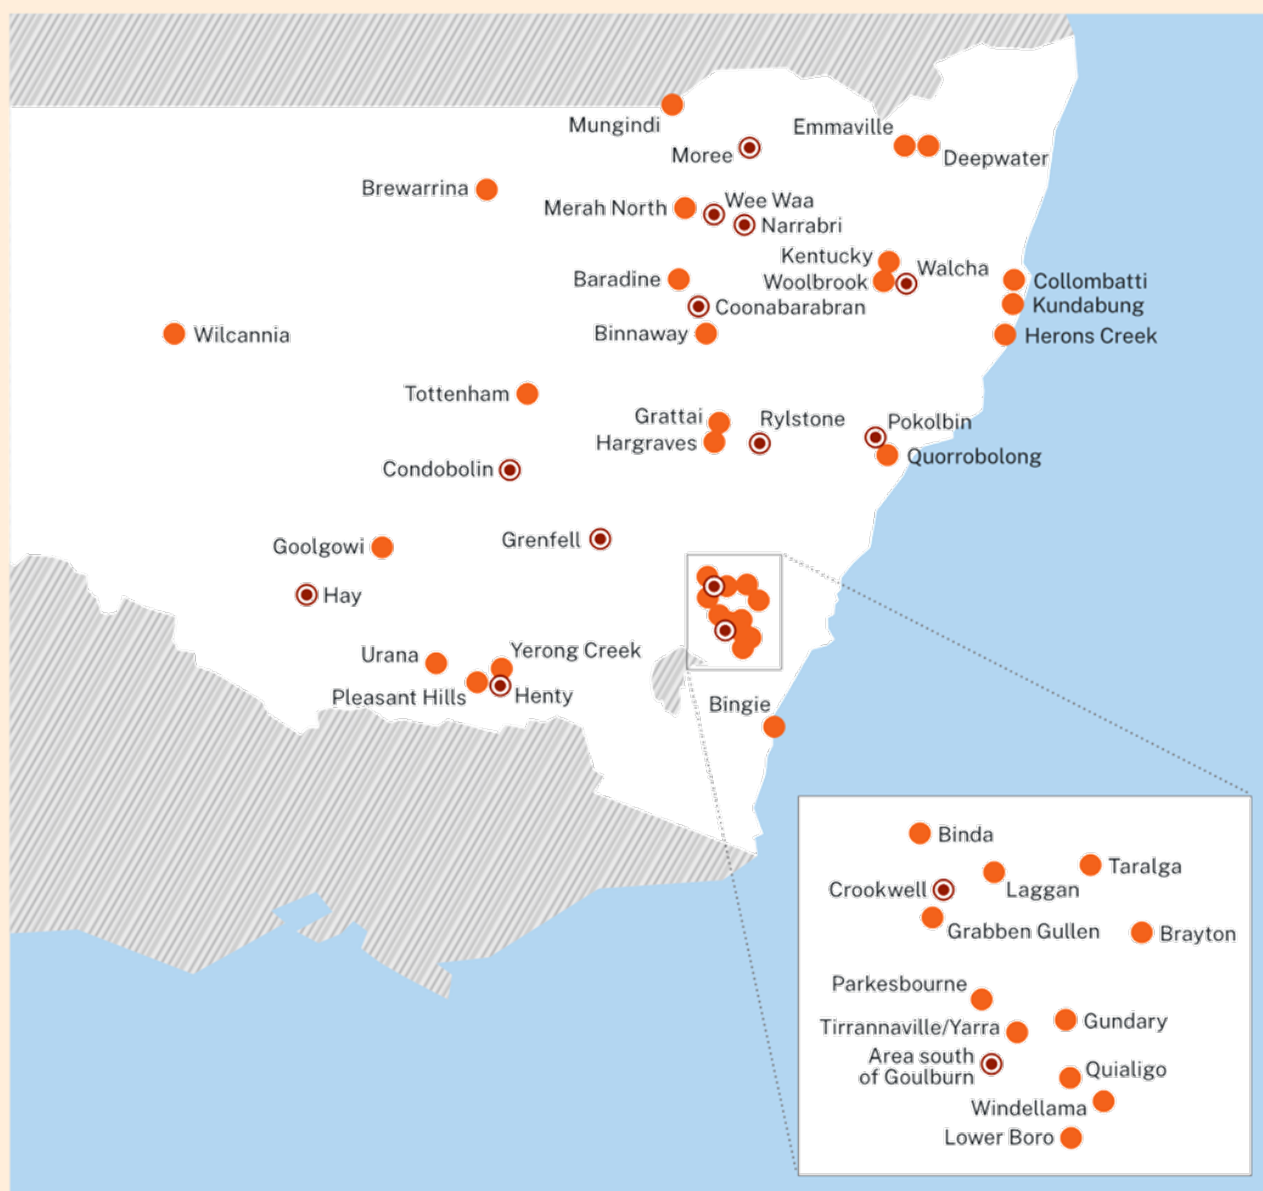 Mungindi
Emmaville
Moree
Deepwater
Brewarrina
Merah North
Wee Waa
Narrabri
Kentucky
Walcha
Baradine
Woolbrook
Collombatti
Coonabarabran
Kundabung
Wilcannia
Binnaway
Herons Creek
Tottenham
Grattai
Rylstone
Pokolbin
Hargraves
Quorrobolong
Condobolin
Grenfell
Goolgowi
Hay
Urana
Yerong Creek
Pleasant Hills
Henty
Bingie
Binda
Taralga
Crookwell
Laggan
Grabben Gullen
Brayton
Parkesbourne
Tirrannaville/Yarra
Gundary
Area south
of Goulburn
Quialigo
Windellama
Lower Boro